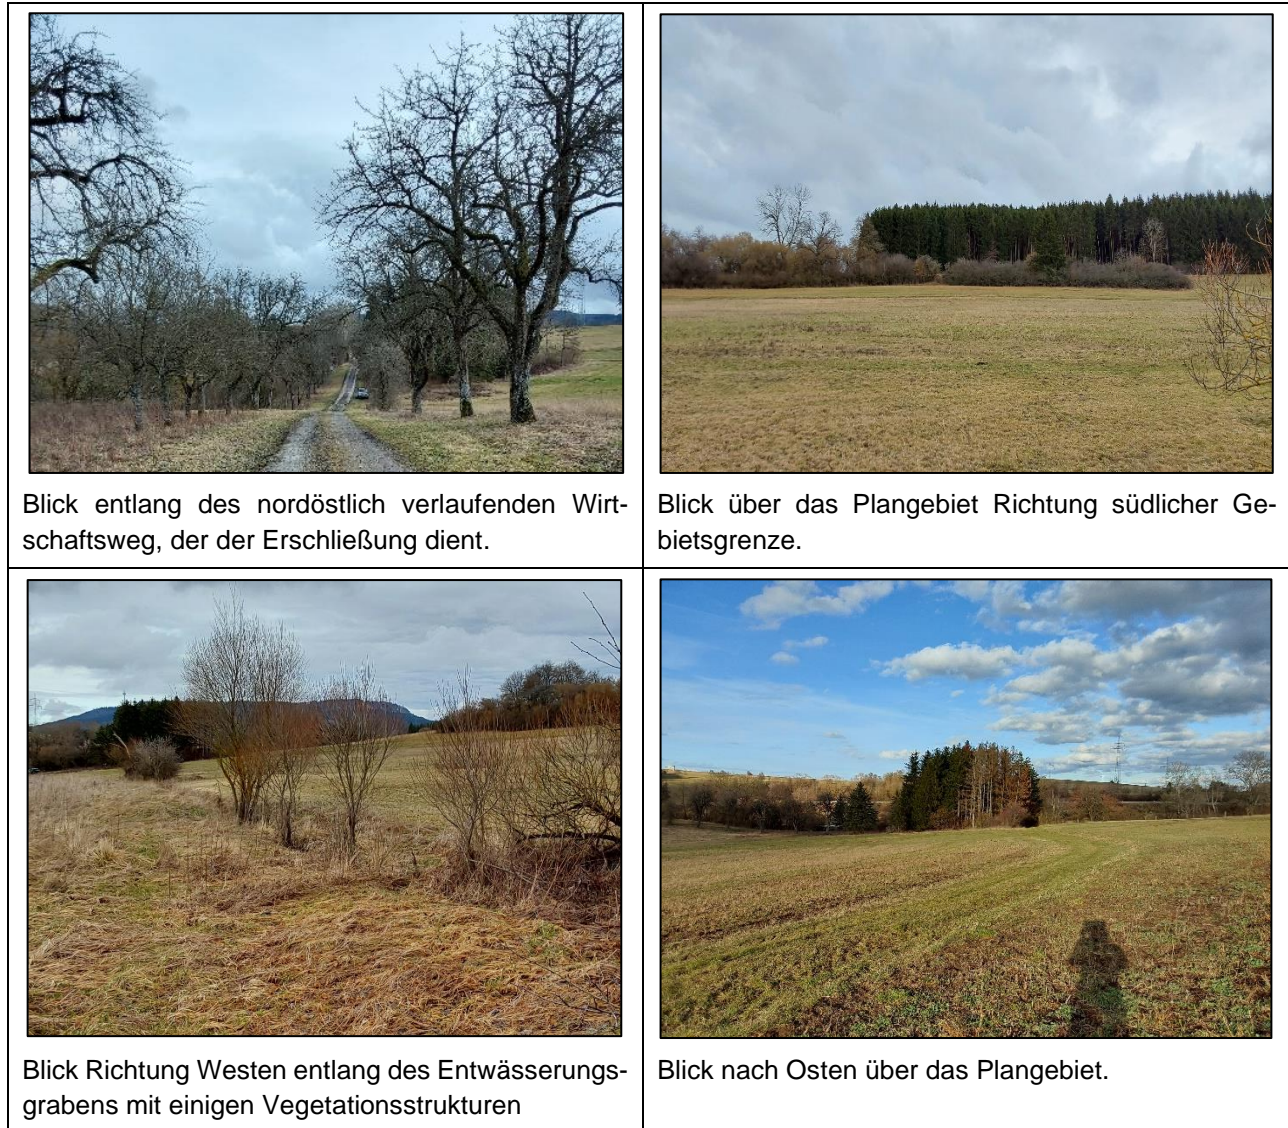 Blick entlang des nordöstlich verlaufenden Wirt-
schaftsweg, der der Erschließung dient.
Blick über das Plangebiet Richtung südlicher Ge-
bietsgrenze.
Blick Richtung Westen entlang des Entwässerungs-
grabens mit einigen Vegetationsstrukturen
Blick nach Osten über das Plangebiet.